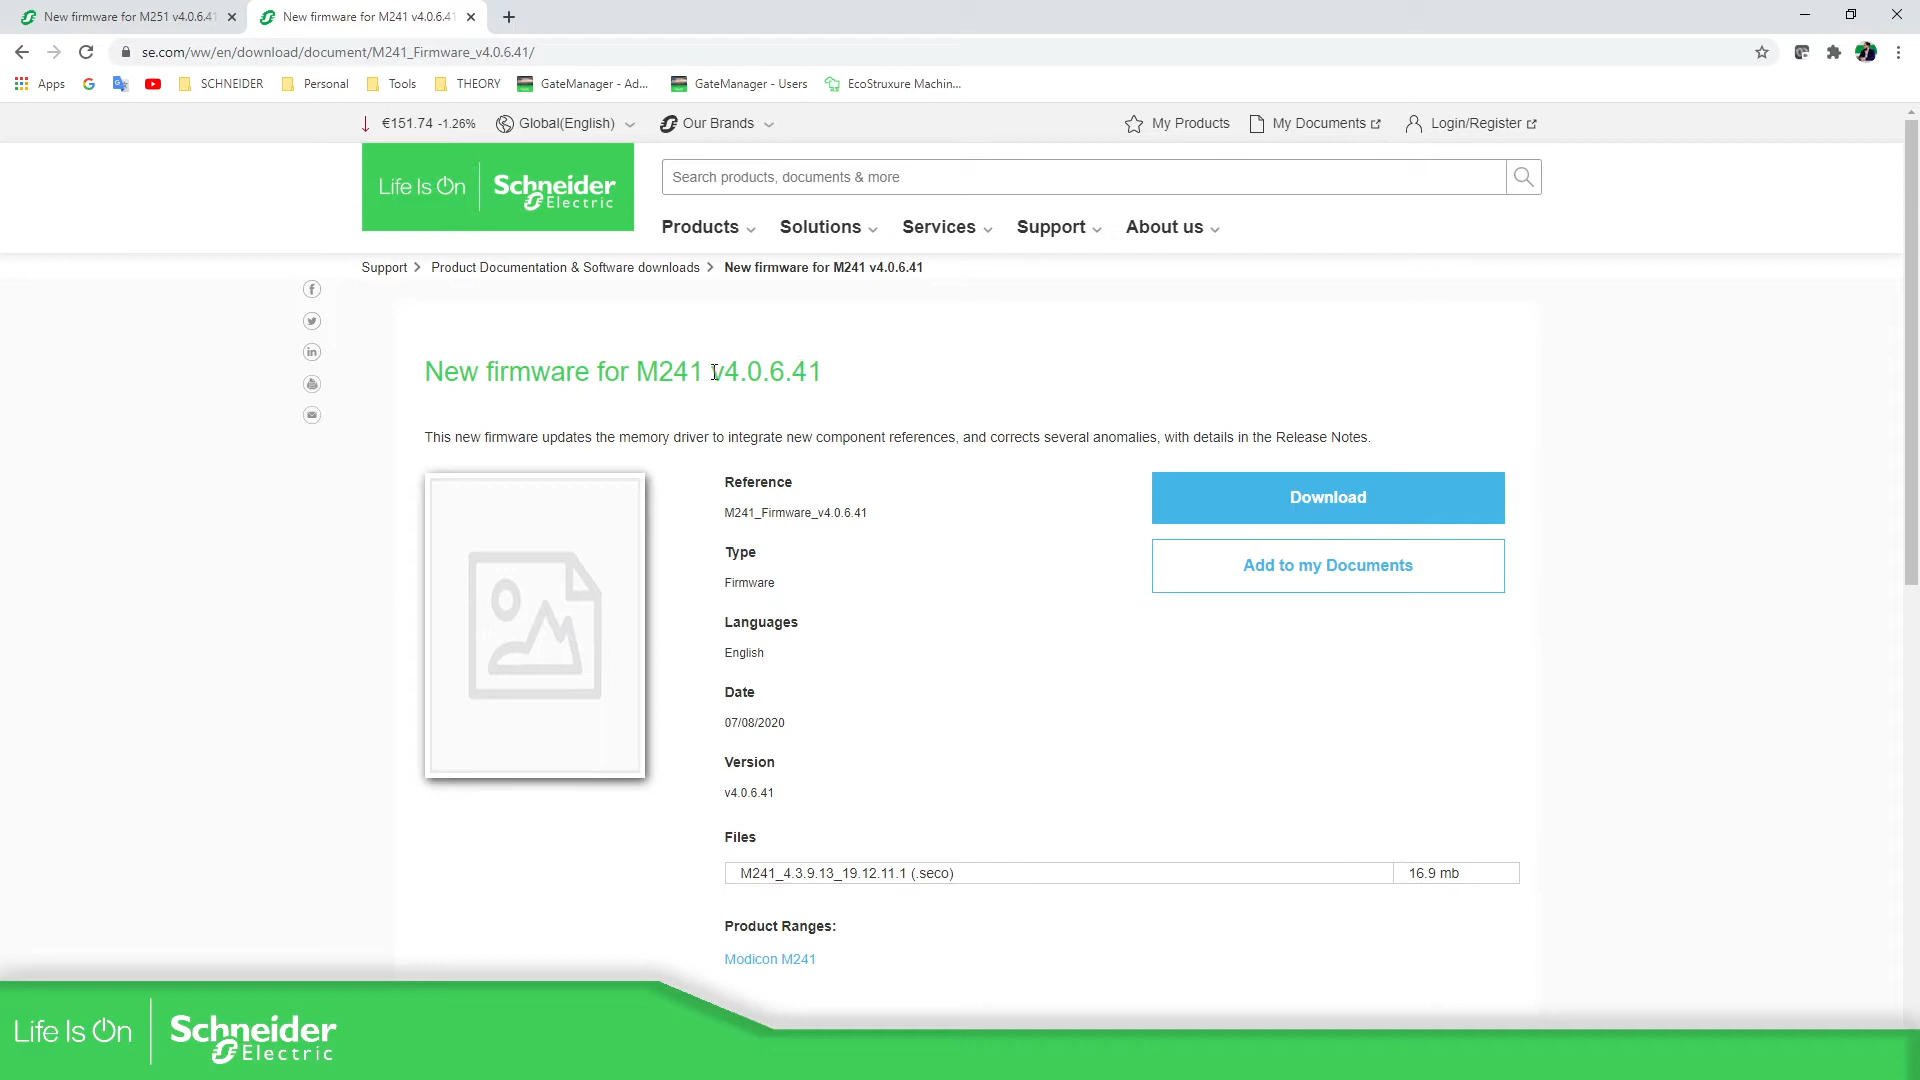 New firmware for M251 v4.0.6.41
New firmware for M241 v4.0.6.41
se.com/ww/en/download/document/M241_Firmware_v4.0.6.41/
Apps
SCHNEIDER
Personal
Tools
THEORY
GateManager - Ad...
GateManager - Users
EcoStruxure Machin...
€151.74 -1.26%
Global(English)
Our Brands
My Products
My Documents
Login/Register
Life Is On
Schneider
Electric
Search products, documents & more
Products
Solutions
Services
Support
About us
Support > Product Documentation & Software downloads > New firmware for M241 v4.0.6.41
New firmware for M241 v4.0.6.41
This new firmware updates the memory driver to integrate new component references, and corrects several anomalies, with details in the Release Notes.
Reference
M241_Firmware_v4.0.6.41
Type
Firmware
Languages
English
Date
07/08/2020
Version
v4.0.6.41
Files
M241_4.3.9.13_19.12.11.1 (.seco)
16.9 mb
Product Ranges:
Modicon M241
Download
Add to my Documents
Life Is On
Schneider
Electric